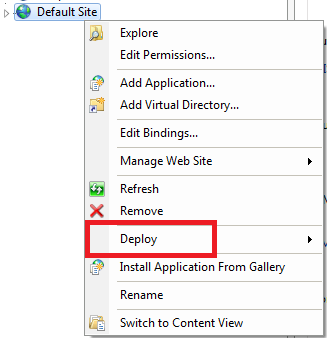 Default Site
Explore
Edit Permissions...
Add Application...
Add Virtual Directory...
Edit Bindings...
Manage Web Site
Refresh
Remove
Deploy
Install Application From Gallery
Rename
Switch to Content View